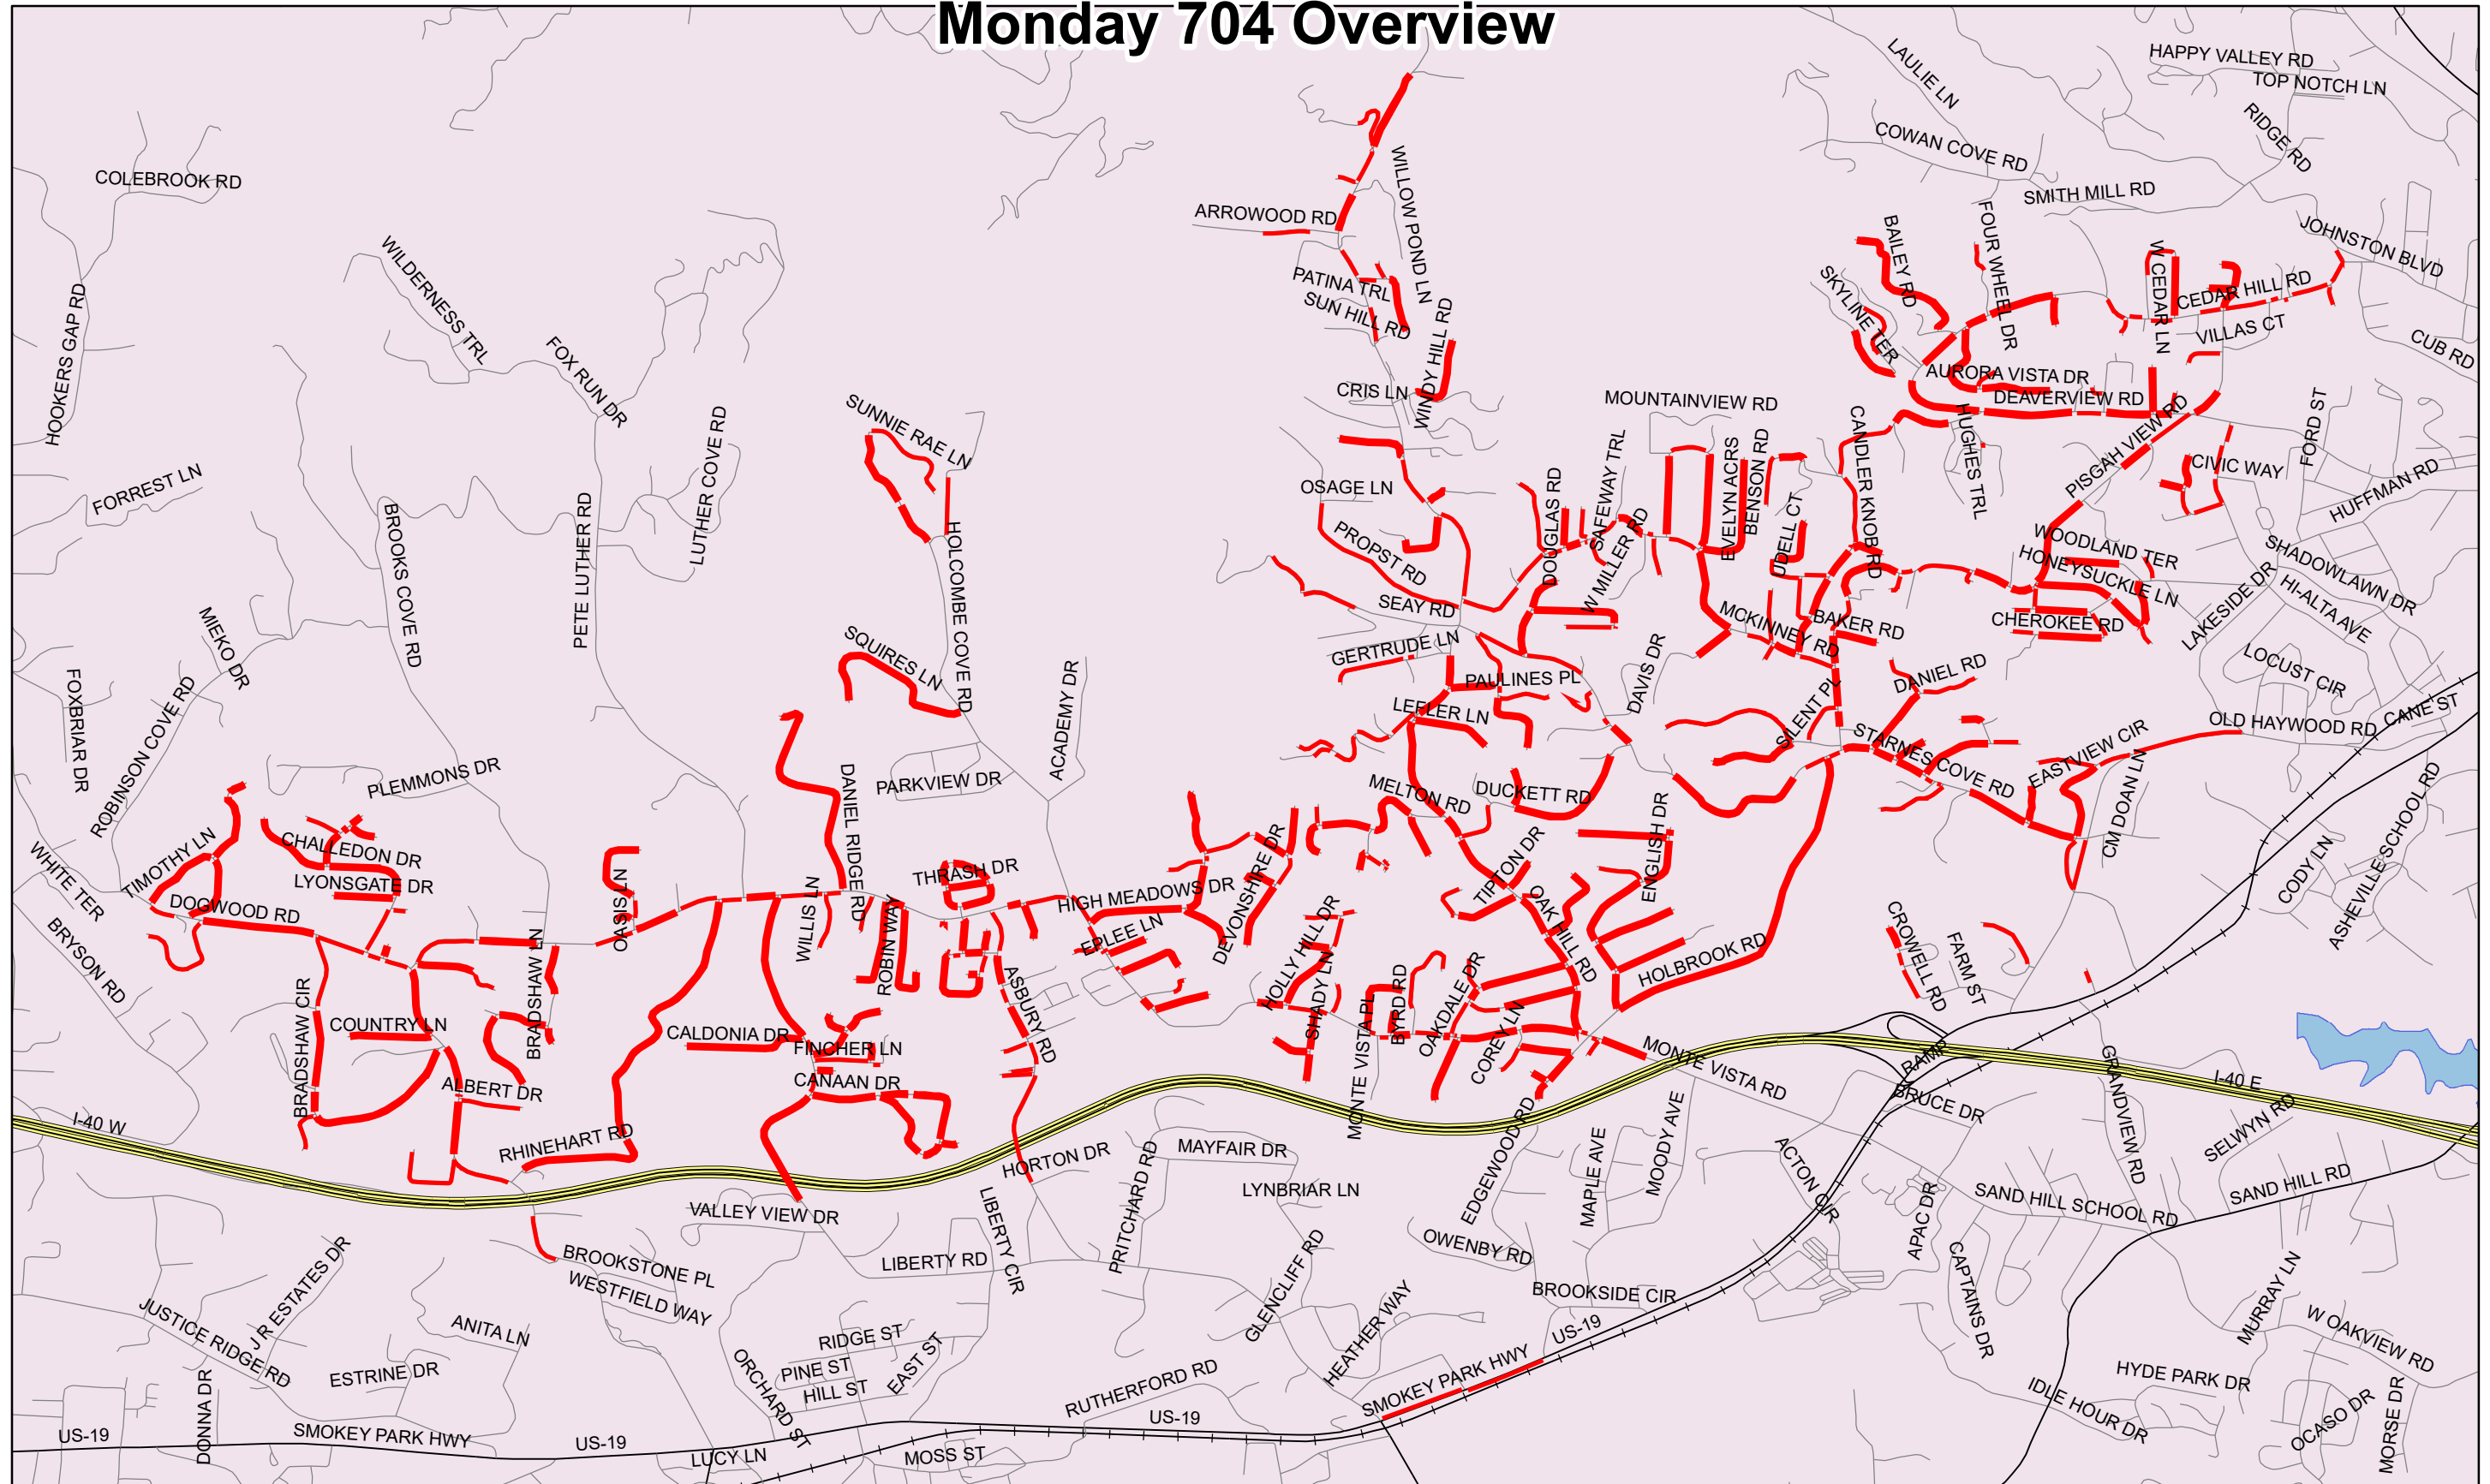 Monday 704 Overview
HAPPY VALLEY RD
TOP NOTCH LN
LAULIE LN
RIDGE RD
COWAN COVE RD
SMITH MILL RD
COLEBROOK RD
WILLOW POND LN
ARROWOOD RD
FOUR WHEEL DR
BAILEY RD
JOHNSTON BLVD
WILDERNESS TRL
W CEDAR LN
CEDAR HILL RD
PATINA TRL
SUN HILL RD
SKYLINE TER
VILLAS CT
HOOKERS GAP RD
WINDY HILL RD
CUB RD
FOX RUN DR
AURORA VISTA DR
CRIS LN
DEAVERVIEW RD
MOUNTAINVIEW RD
SUNNIE RAE LN
LUTHER COVE RD
CANDLER KNOB RD
HUGHES TRL
PISGAH VIEW RD
FORD ST
CIVIC WAY
FORREST LN
OSAGE LN
SAFEWAY TRL
EVELYN ACRS
BENSON RD
HUFFMAN RD
DOUGLAS RD
UDELL CT
BROOKS COVE RD
PETE LUTHER RD
HOLCOMBE COVE RD
PROPST RD
W MILLER RD
WOODLAND TER
HONEYSUCKLE LN
SHADOWLAWN DR
HI-ALTA AVE
LAKESIDE DR
SEAY RD
MCKINNEY RD
BAKER RD
CHEROKEE RD
MIEKO DR
SQUIRES LN
GERTRUDE LN
PAULINES PL
DAVIS DR
DANIEL RD
LOCUST CIR
FOXBRIAR DR
ROBINSON COVE RD
ACADEMY DR
LEFLER LN
SILENT PL
STARNES COVE RD
OLD HAYWOOD RD
CANE ST
EASTVIEW CIR
CM DOAN LN
PLEMMONS DR
PARKVIEW DR
DANIEL RIDGE RD
MELTON RD
DUCKETT RD
ENGLISH DR
ASHEVILLE SCHOOL RD
CODY LN
WHITE TER
TIMOTHY LN
CHALLEDON DR
LYONSGATE DR
DOGWOOD RD
BRYSON RD
OASIS LN
WILLIS LN
ROBIN WAY
THRASH DR
HIGH MEADOWS DR
EPLEE LN
DEVONSHIRE DR
TIPTON DR
OAK HILL RD
HOLLY HILL DR
SHADY LN
HOLBROOK RD
CROWELL RD
FARM ST
BRADSHAW LN
BRADSHAW CIR
COUNTRY LN
CALDONIA DR
FINCHER LN
CANAAN DR
ASBURY RD
MONTE VISTA PL
BYRD RD
OAKDALE DR
COREY LN
MONTE VISTA RD
RAMP
BRUCE DR
GRANDVIEW RD
I-40 E
SELWYN RD
ALBERT DR
I-40 W
RHINEHART RD
HORTON DR
MAYFAIR DR
LYNBRIAR LN
PRITCHARD RD
EDGEWOOD RD
MAPLE AVE
MOODY AVE
ACTON CIR
APAC DR
SAND HILL SCHOOL RD
SAND HILL RD
VALLEY VIEW DR
LIBERTY CIR
LIBERTY RD
OWENBY RD
J R ESTATES DR
BROOKSTONE PL
WESTFIELD WAY
GLENCLIFF RD
BROOKSIDE CIR
CAPTAINS DR
MURRAY LN
W OAKVIEW RD
JUSTICE RIDGE RD
ANITA LN
RIDGE ST
PINE ST
HILL ST
EAST ST
ORCHARD ST
HEATHER WAY
US-19
SMOKEY PARK HWY
ESTRINE DR
DONNA DR
RUTHERFORD RD
HYDE PARK DR
IDLE HOUR DR
OCASO DR
MORSE DR
US-19
SMOKEY PARK HWY
US-19
LUCY LN
US-19
MOSS ST